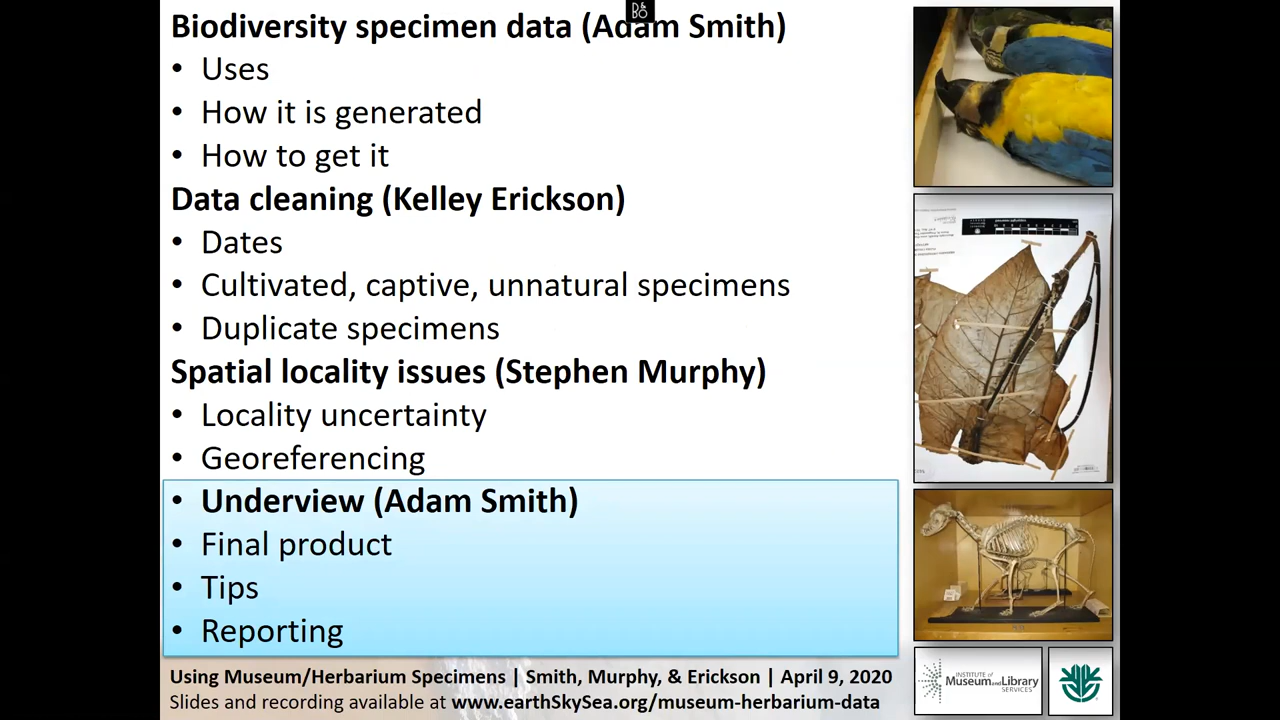 D&
BO
Biodiversity specimen data (Adam Smith)
• Uses
• How it is generated
• How to get it
Data cleaning (Kelley Erickson)
• Dates
• Cultivated, captive, unnatural specimens
• Duplicate specimens
Spatial locality issues (Stephen Murphy)
• Locality uncertainty
• Georeferencing
• Underview (Adam Smith)
• Final product
• Tips
• Reporting
Using Museum/Herbarium Specimens | Smith, Murphy, & Erickson | April 9, 2020
Slides and recording available at www.earthSkySea.org/museum-herbarium-data
INSTITUTE of
Museum and Library
SERVICES